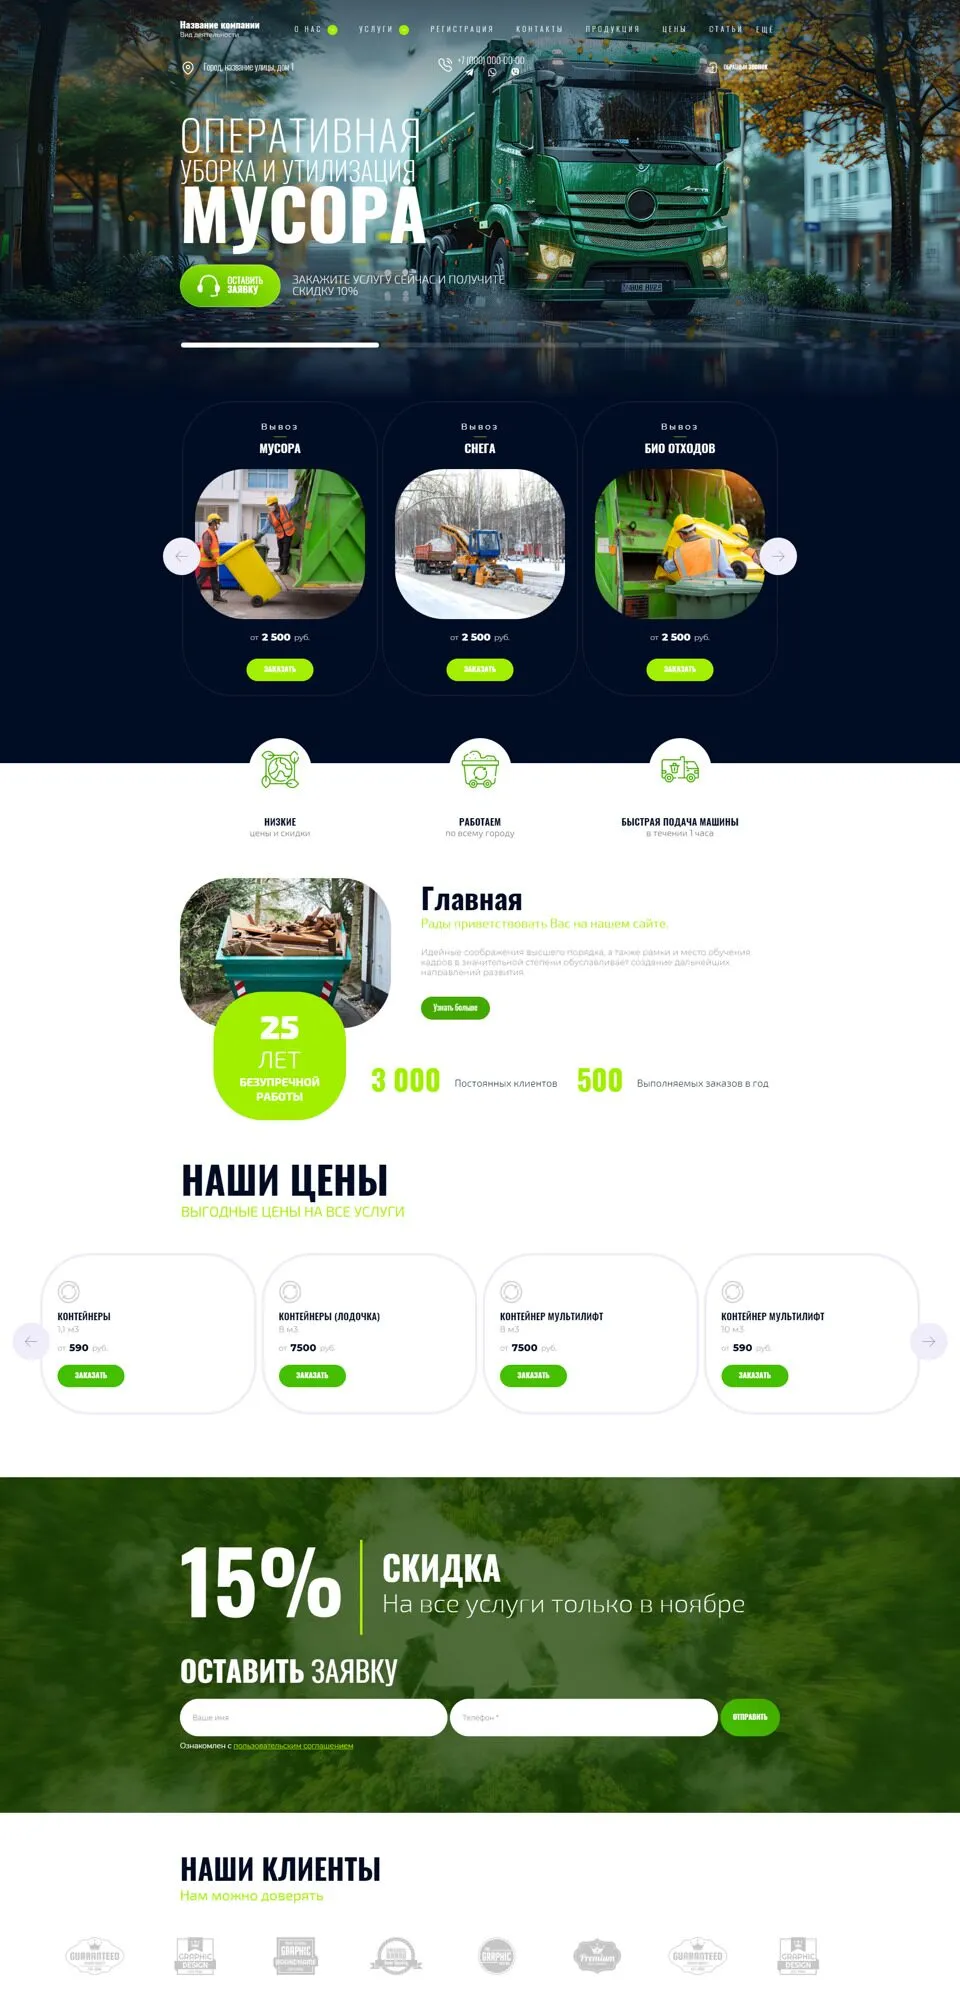 Название компании
Вид деятельности
О НАС
УСЛУГИ
РЕГИСТРАЦИЯ
КОНТАКТЫ
ПРОДУКЦИЯ
ЦЕНЫ
СТАТЬИ
ЕЩЁ
Город, название улицы, дом 1
+7 (000) 000-00-00
ОБРАТНЫЙ ЗВОНОК
ОПЕРАТИВНАЯ
УБОРКА И УТИЛИЗАЦИЯ
МУСОРА
ОСТАВИТЬ
ЗАЯВКУ
ЗАКАЖИТЕ УСЛУГУ СЕЙЧАС И ПОЛУЧИТЕ
СКИДКУ 10%
Вывоз
МУСОРА
от 2 500 руб.
ЗАКАЗАТЬ
Вывоз
СНЕГА
от 2 500 руб.
ЗАКАЗАТЬ
Вывоз
БИО ОТХОДОВ
от 2 500 руб.
ЗАКАЗАТЬ
НИЗКИЕ
цены и скидки
РАБОТАЕМ
по всему городу
БЫСТРАЯ ПОДАЧА МАШИНЫ
в течении 1 часа
Главная
Рады приветствовать Вас на нашем сайте.
Идейные соображения высшего порядка, а также рамки и место обучения
кадров в значительной степени обуславливает создание дальнейших
направлений развития.
Узнать больше
25
ЛЕТ
БЕЗУПРЕЧНОЙ
РАБОТЫ
3 000 Постоянных клиентов
500 Выполняемых заказов в год
НАШИ ЦЕНЫ
ВЫГОДНЫЕ ЦЕНЫ НА ВСЕ УСЛУГИ
КОНТЕЙНЕРЫ
1,1 м3
от 590 руб.
ЗАКАЗАТЬ
КОНТЕЙНЕРЫ (ЛОДОЧКА)
8 м3
от 7500 руб.
ЗАКАЗАТЬ
КОНТЕЙНЕР МУЛЬТИЛИФТ
8 м3
от 7500 руб.
ЗАКАЗАТЬ
КОНТЕЙНЕР МУЛЬТИЛИФТ
10 м3
от 590 руб.
ЗАКАЗАТЬ
15%
СКИДКА
На все услуги только в ноябре
ОСТАВИТЬ ЗАЯВКУ
Ваше имя
Телефон *
ОТПРАВИТЬ
Ознакомлен с пользовательским соглашением
НАШИ КЛИЕНТЫ
Нам можно доверять
GUARANTEED
GRAPHIC
DESIGN
GRAPHIC
GRAPHIC
Premium
GUARANTEED
GRAPHIC
DESIGN